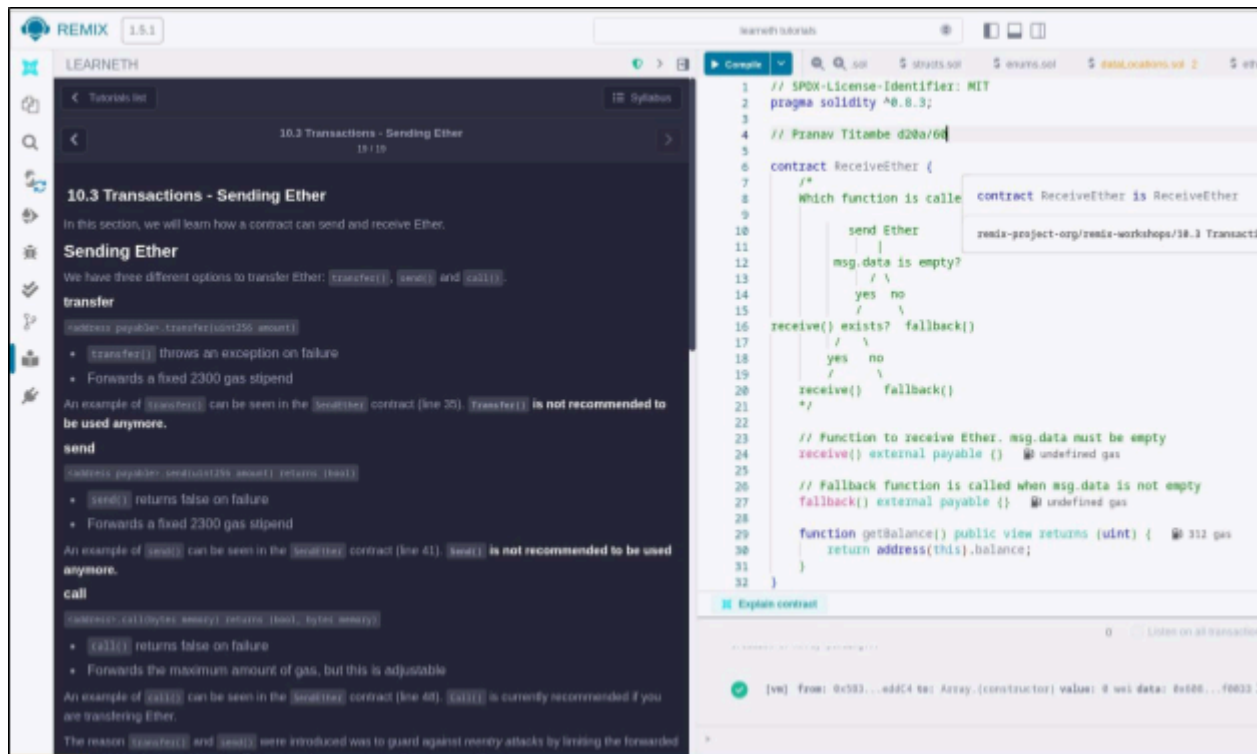 REMIX 1.5.1
learneth tutorials
LEARNETH
Tutorials list
Syllabus
10.3 Transactions - Sending Ether
19 / 19
10.3 Transactions - Sending Ether
In this section, we will learn how a contract can send and receive Ether.
Sending Ether
We have three different options to transfer Ether: transfer(), send() and call().
transfer
<address payable>.transfer(uint256 amount)
• transfer() throws an exception on failure
• Forwards a fixed 2300 gas stipend
An example of transfer() can be seen in the SendEther contract (line 35). Transfer() is not recommended to
be used anymore.
send
<address payable>.send(uint256 amount) returns (bool)
• send() returns false on failure
• Forwards a fixed 2300 gas stipend
An example of send() can be seen in the SendEther contract (line 41). Send() is not recommended to be used
anymore.
call
<address>.call(bytes memory) returns (bool, bytes memory)
• call() returns false on failure
• Forwards the maximum amount of gas, but this is adjustable
An example of call() can be seen in the SendEther contract (line 48). Call() is currently recommended if you
are transfering Ether.
The reason transfer() and send() were introduced was to guard against reentry attacks by limiting the forwarded
Compile
.sol
structs.sol
enums.sol
dataLocations.sol 2
1 // SPDX-License-Identifier: MIT
2 pragma solidity ^0.8.3;
3
4 // Pranav Titambe d20a/60
5
6 contract ReceiveEther {
7 /*
8 Which function is calle
9
10 send Ether
11 |
12 msg.data is empty?
13 / \
14 yes no
15 / \
16 receive() exists? fallback()
17 / \
18 yes no
19 / \
20 receive() fallback()
21 */
22
23 // Function to receive Ether. msg.data must be empty
24 receive() external payable {} undefined gas
25
26 // Fallback function is called when msg.data is not empty
27 fallback() external payable {} undefined gas
28
29 function getBalance() public view returns (uint) { 312 gas
30 return address(this).balance;
31 }
32 }
contract ReceiveEther is ReceiveEther
remix-project-org/remix-workshops/10.3 Transacti
Explain contract
0 Listen on all transaction
[vm] from: 0x5B3...eddC4 to: Array.(constructor) value: 0 wei data: 0x608...f0033